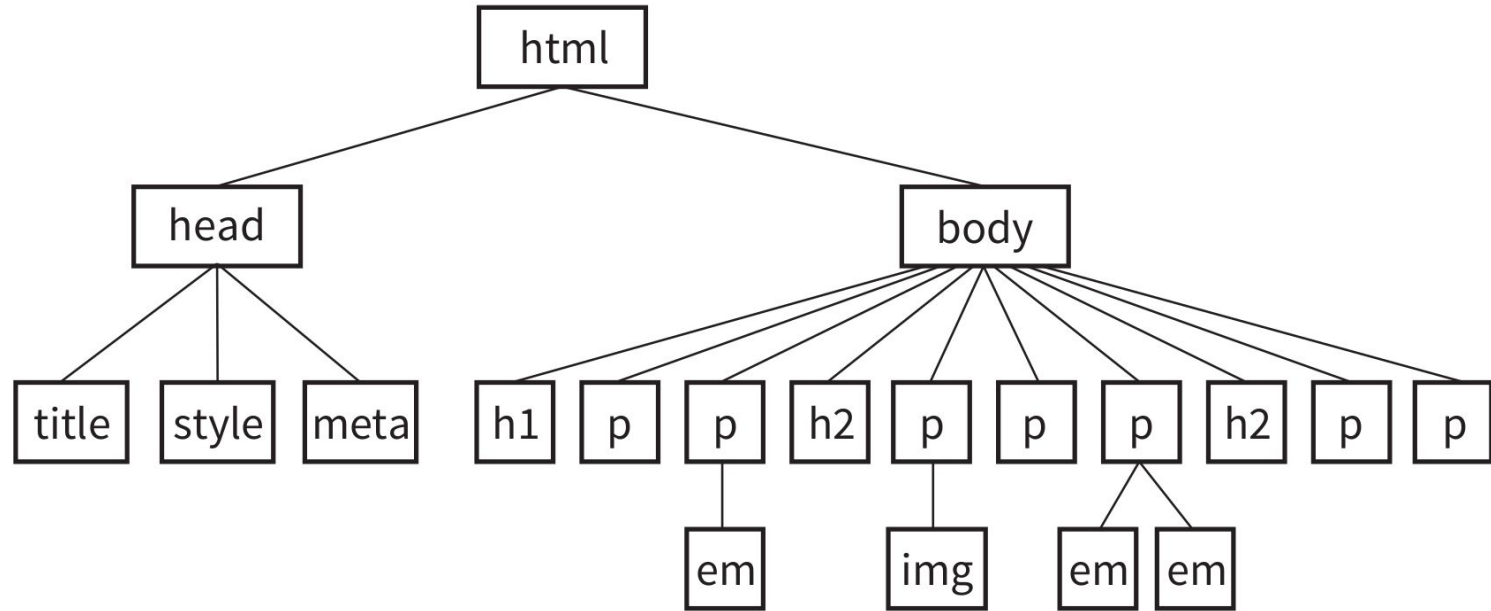 html
head body
title style meta h1 p p h2 p p p h2 p p
em img em em